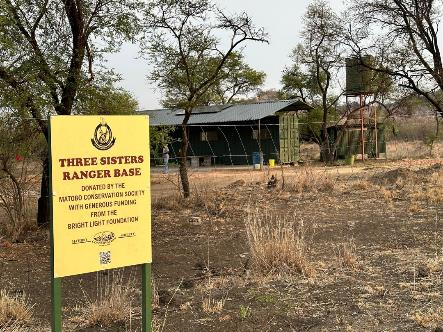 THREE SISTERS
RANGER BASE
DONATED BY THE
MATOBO CONSERVATION SOCIETY
WITH GENEROUS FUNDING
FROM THE
BRIGHT LIGHT FOUNDATION